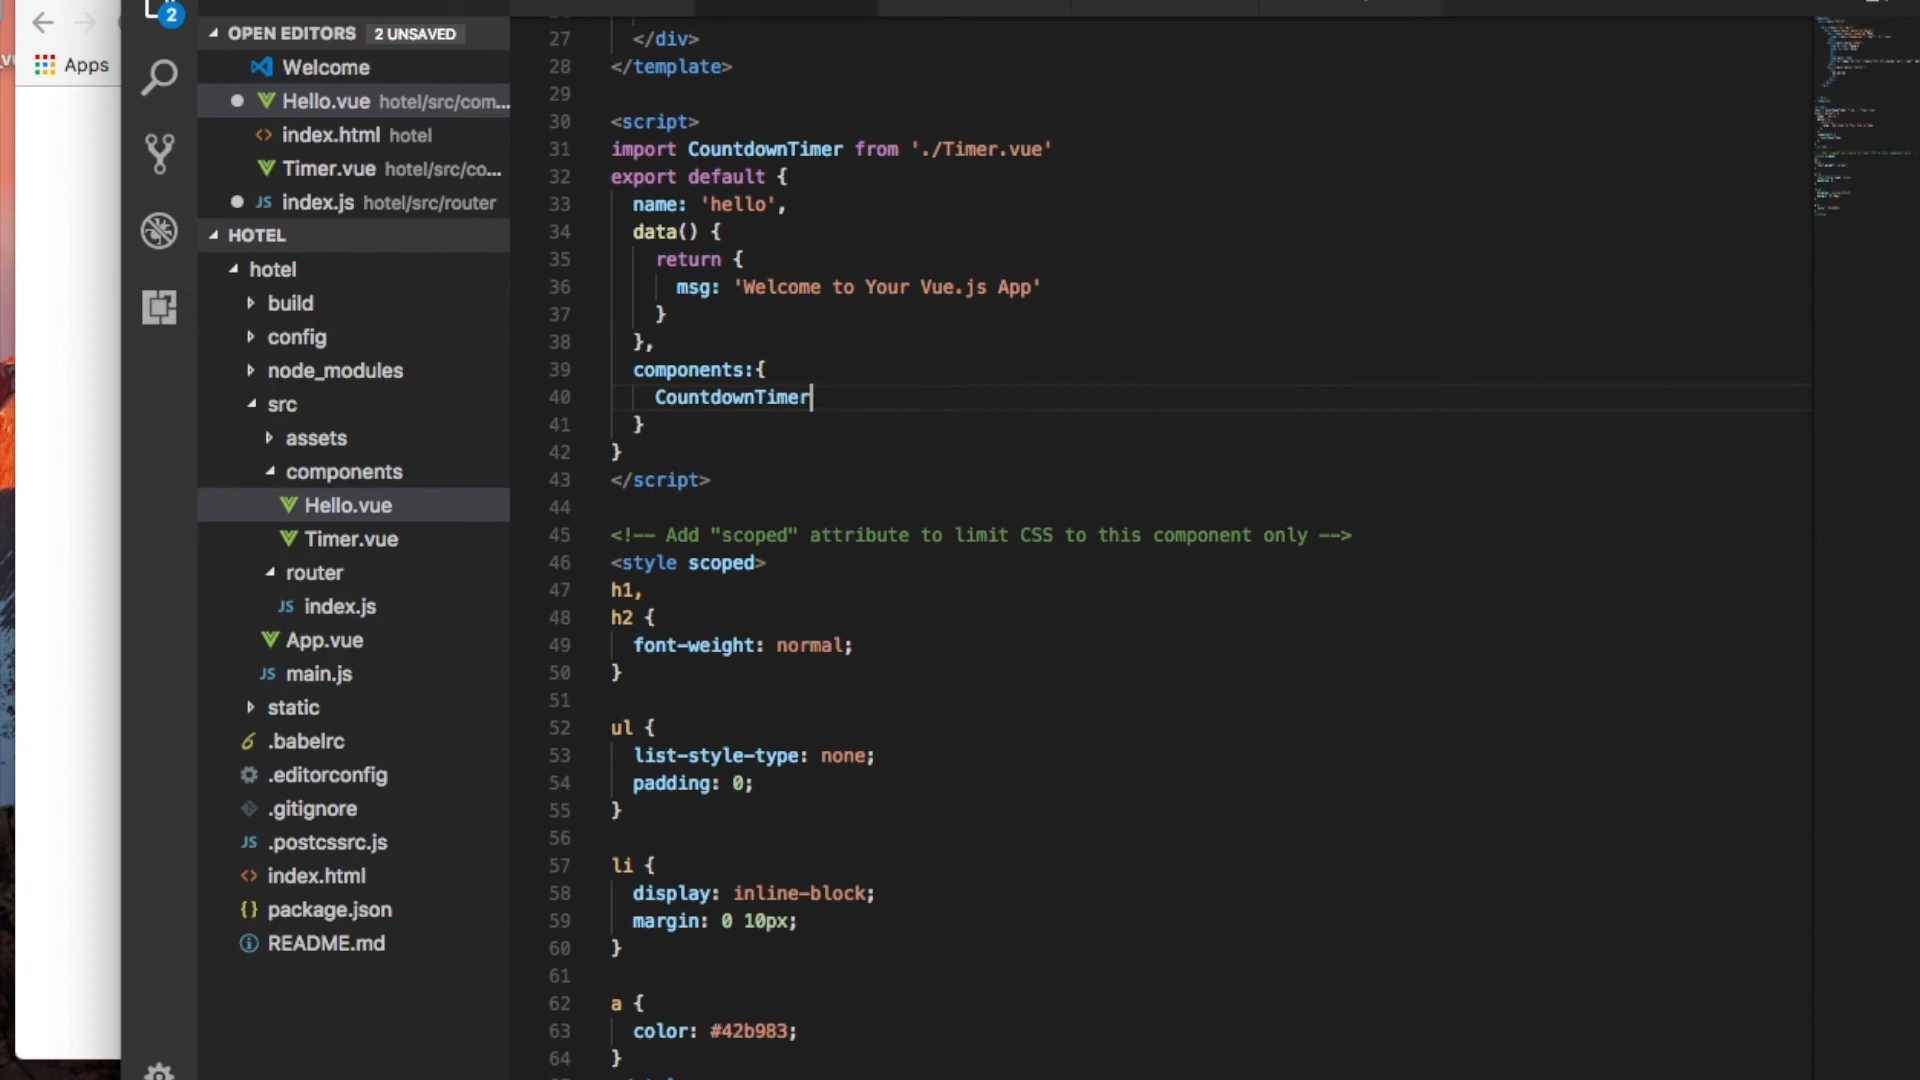 Apps
2
OPEN EDITORS 2 UNSAVED
Welcome
Hello.vue hotel/src/com...
index.html hotel
Timer.vue hotel/src/co...
JS index.js hotel/src/router
HOTEL
hotel
build
config
node_modules
src
assets
components
Hello.vue
Timer.vue
router
JS index.js
App.vue
JS main.js
static
.babelrc
.editorconfig
.gitignore
JS .postcssrc.js
index.html
package.json
README.md
27 </div>
28 </template>
29
30 <script>
31 import CountdownTimer from './Timer.vue'
32 export default {
33 name: 'hello',
34 data() {
35 return {
36 msg: 'Welcome to Your Vue.js App'
37 }
38 },
39 components:{
40 CountdownTimer
41 }
42 }
43 </script>
44
45 <!-- Add "scoped" attribute to limit CSS to this component only -->
46 <style scoped>
47 h1,
48 h2 {
49 font-weight: normal;
50 }
51
52 ul {
53 list-style-type: none;
54 padding: 0;
55 }
56
57 li {
58 display: inline-block;
59 margin: 0 10px;
60 }
61
62 a {
63 color: #42b983;
64 }